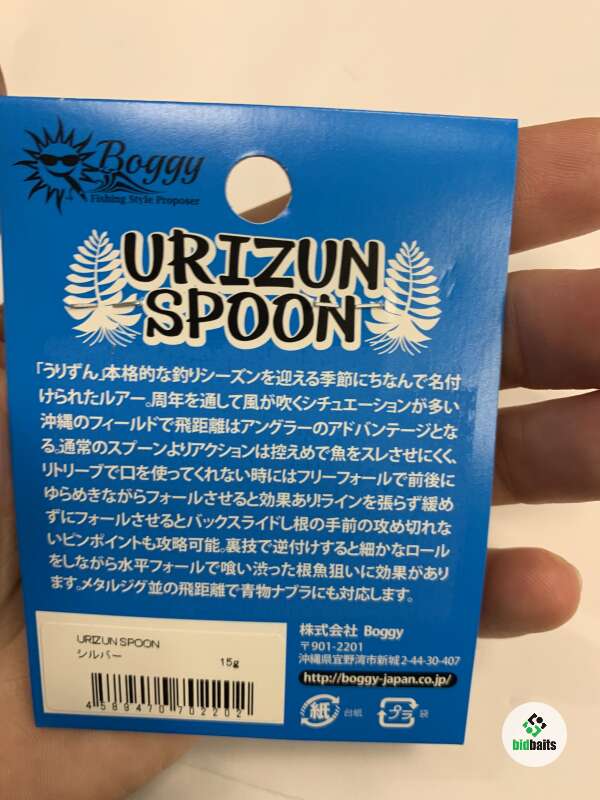 Boggy
Fishing Style Proposer
URIZUN
SPOON
「うりずん」本格的な釣りシーズンを迎える季節にちなんで名付
けられたルアー。周年を通して風が吹くシチュエーションが多い
沖縄のフィールドで飛距離はアングラーのアドバンテージとな
る。通常のスプーンよりアクションは控えめで魚をスレさせにくく、
リトリーブで口を使ってくれない時にはフリーフォールで前後に
ゆらめきながらフォールさせると効果あり!ラインを張らず緩め
ずにフォールさせるとバックスライドし根の手前の攻め切れな
いピンポイントも攻略可能。裏技で逆付けすると細かなロール
をしながら水平フォールで喰い渋った根魚狙いに効果があり
ます。メタルジグ並の飛距離で青物ナブラにも対応します。
URIZUN SPOON
シルバー 15g
4 589470 702202
株式会社 Boggy
〒901-2201
沖縄県宜野湾市新城2-44-30-407
http://boggy-japan.co.jp/
紙 台紙 プラ 袋
bidbaits